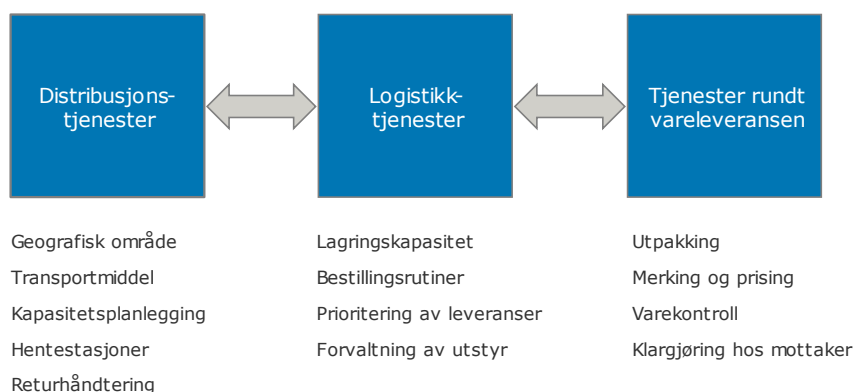 Distribusjons-
tjenester
Logistikk-
tjenester
Tjenester rundt
vareleveransen
Geografisk område
Transportmiddel
Kapasitetsplanlegging
Hentestasjoner
Returhåndtering
Lagringskapasitet
Bestillingsrutiner
Prioritering av leveranser
Forvaltning av utstyr
Utpakking
Merking og prising
Varekontroll
Klargjøring hos mottaker